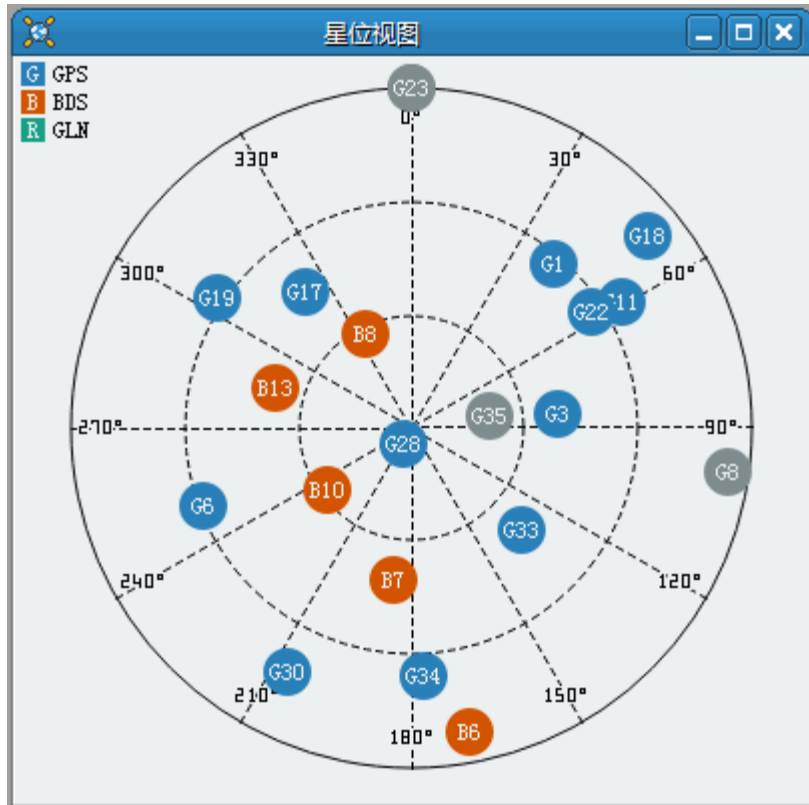 星位视图
G GPS
B BDS
R GLN
G23
0°
330°
30°
G18
G1
300°
60°
G17
G19
G22
G11
B8
B13
G35
G3
270°
90°
G28
G8
B10
G6
G33
B7
240°
120°
G30
G34
210°
150°
B6
180°